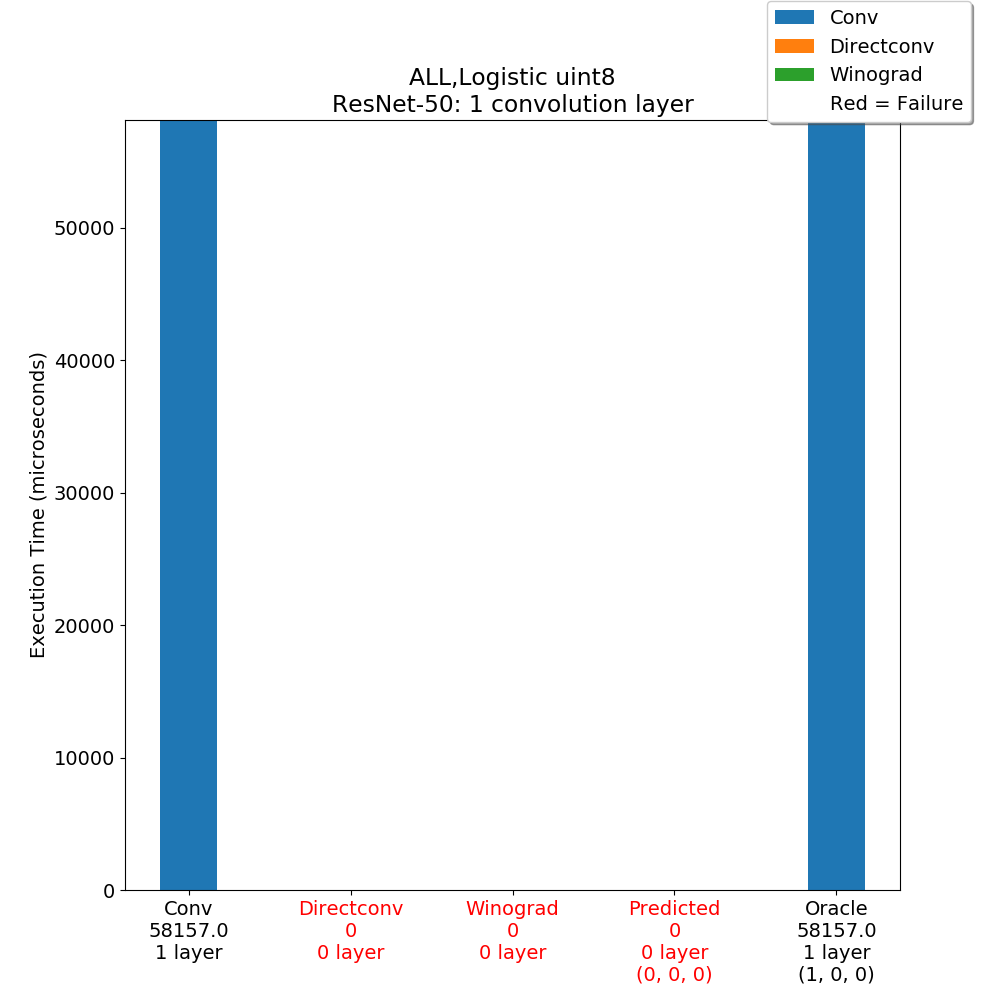 Conv
Directconv
Winograd
Red = Failure
ALL,Logistic uint8
ResNet-50: 1 convolution layer
Execution Time (microseconds)
50000
40000
30000
20000
10000
0
Conv
58157.0
1 layer
Directconv
0
0 layer
Winograd
0
0 layer
Predicted
0
0 layer
(0, 0, 0)
Oracle
58157.0
1 layer
(1, 0, 0)